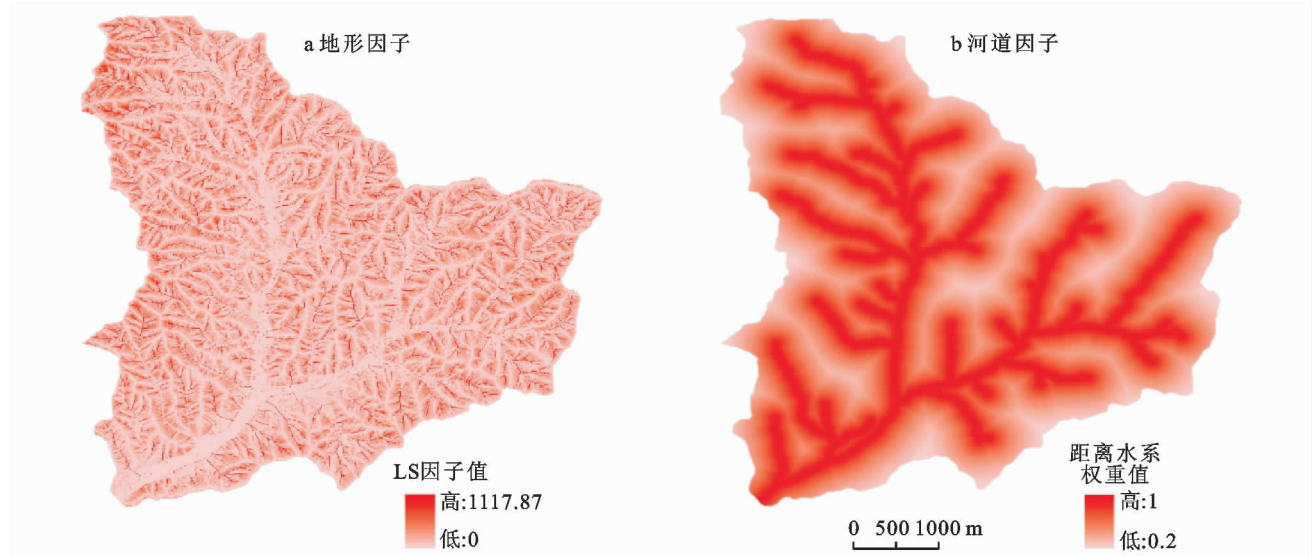 a 地形因子
b 河道因子
LS因子值
高:1117.87
低:0
距离水系
权重值
高:1
低:0.2
0 500 1000 m